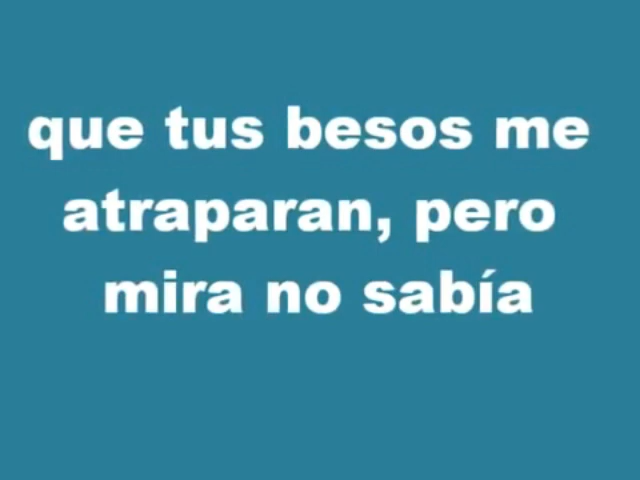 que tus besos me
atraparan, pero
mira no sabía